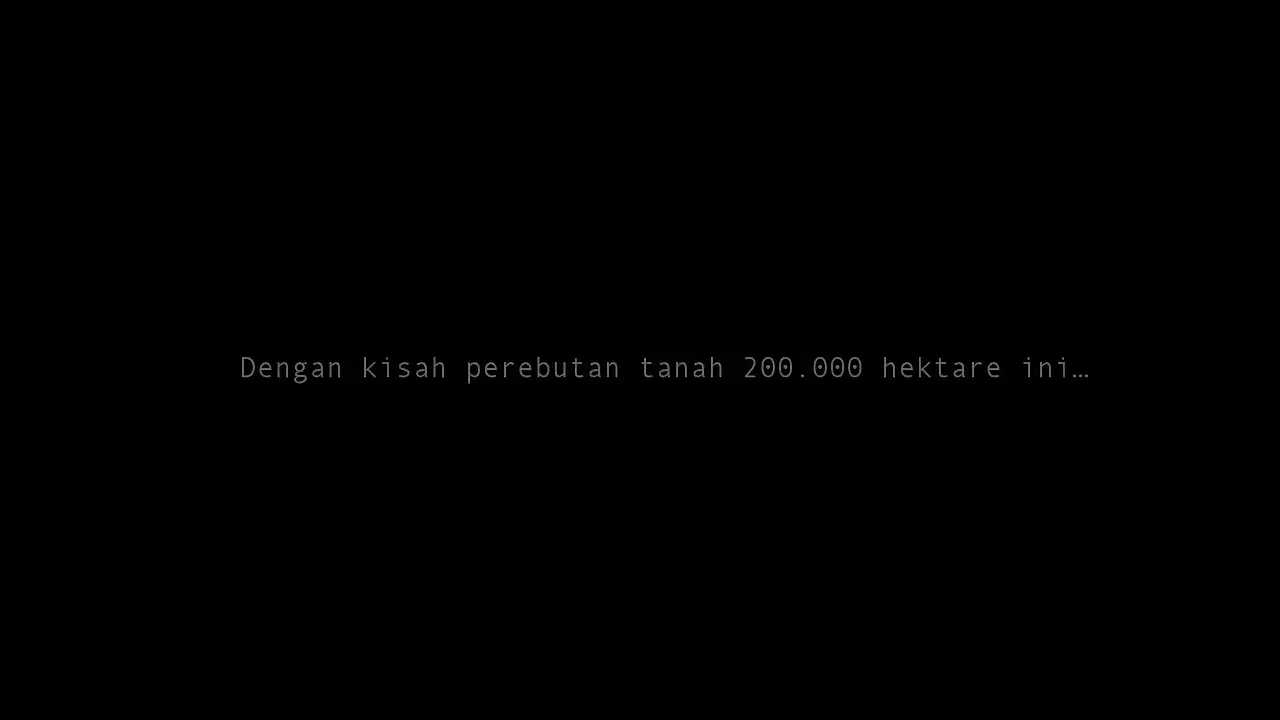 Dengan kisah perebutan tanah 200.000 hektare ini…